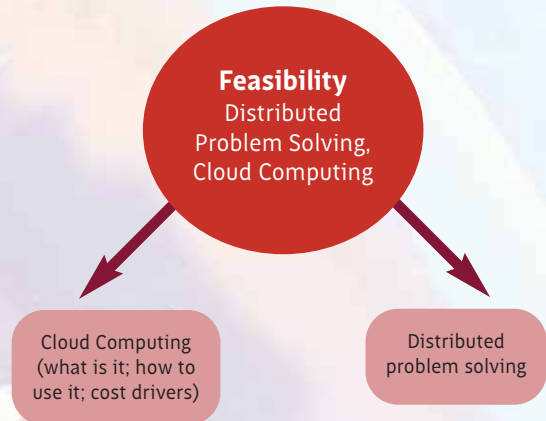 Feasibility
Distributed
Problem Solving,
Cloud Computing
Cloud Computing
(what is it; how to
use it; cost drivers)
Distributed
problem solving